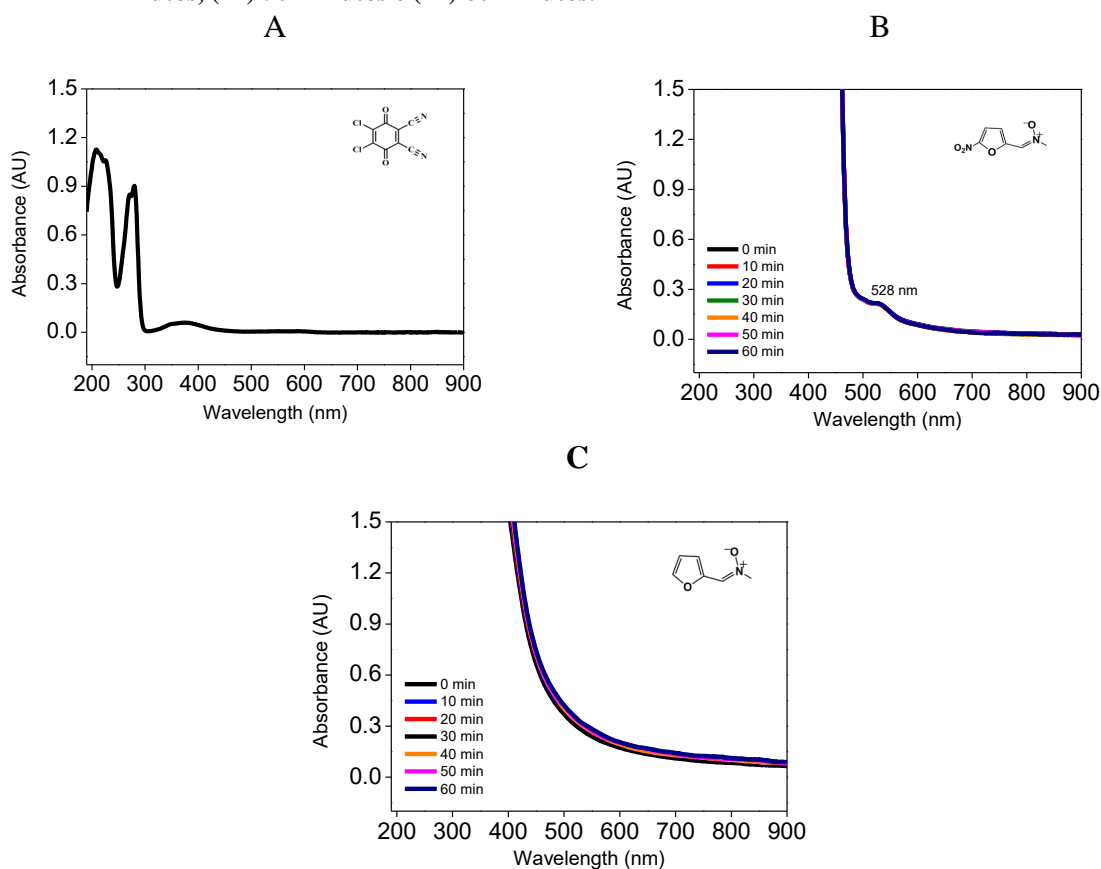 A
B
1.5
1.2
0.9
0.6
0.3
0.0
Absorbance (AU)
200 300 400 500 600 700 800 900
Wavelength (nm)
O
Cl
C≡N
Cl
C≡N
O
1.5
1.2
0.9
0.6
0.3
0.0
Absorbance (AU)
200 300 400 500 600 700 800 900
Wavelength (nm)
⁻O
O₂N
O
N⁺
0 min
10 min
20 min
30 min
40 min
50 min
60 min
528 nm
C
1.5
1.2
0.9
0.6
0.3
0.0
Absorbance (AU)
200 300 400 500 600 700 800 900
Wavelength (nm)
⁻O
O
N⁺
0 min
10 min
20 min
30 min
40 min
50 min
60 min